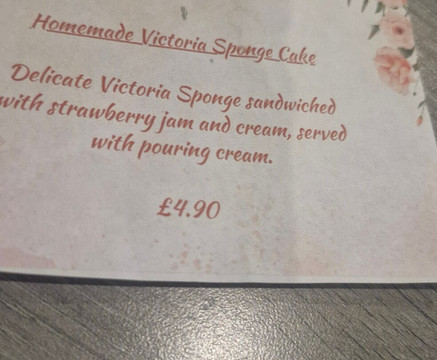 Homemade Victoria Sponge Cake
Delicate Victoria Sponge sandwiched
with strawberry jam and cream, served
with pouring cream.
£4.90